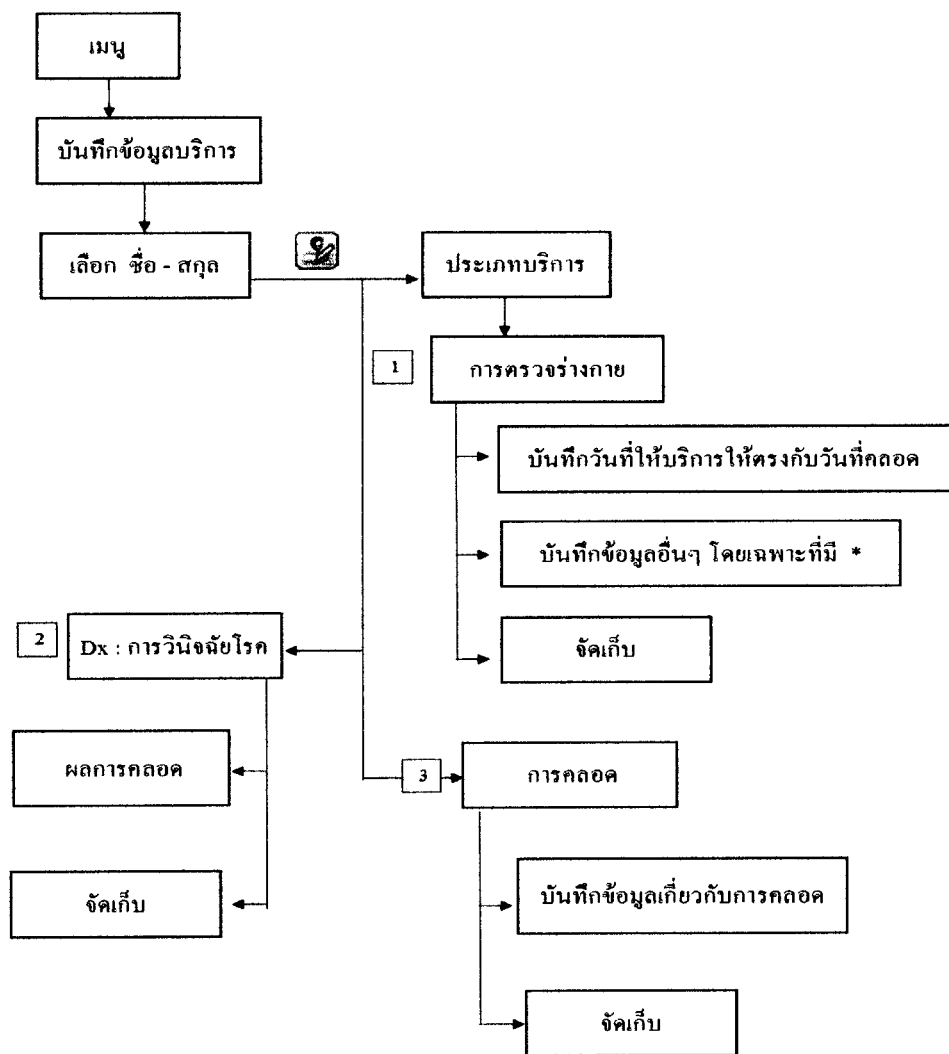 เมนู
บันทึกข้อมูลบริการ
เลือก ชื่อ - สกุล
ประเภทบริการ
1
การตรวจร่างกาย
บันทึกวันที่ให้บริการให้ตรงกับวันที่คลอด
บันทึกข้อมูลอื่นๆ โดยเฉพาะที่มี *
จัดเก็บ
2
Dx : การวินิจฉัยโรค
ผลการคลอด
จัดเก็บ
3
การคลอด
บันทึกข้อมูลเกี่ยวกับการคลอด
จัดเก็บ